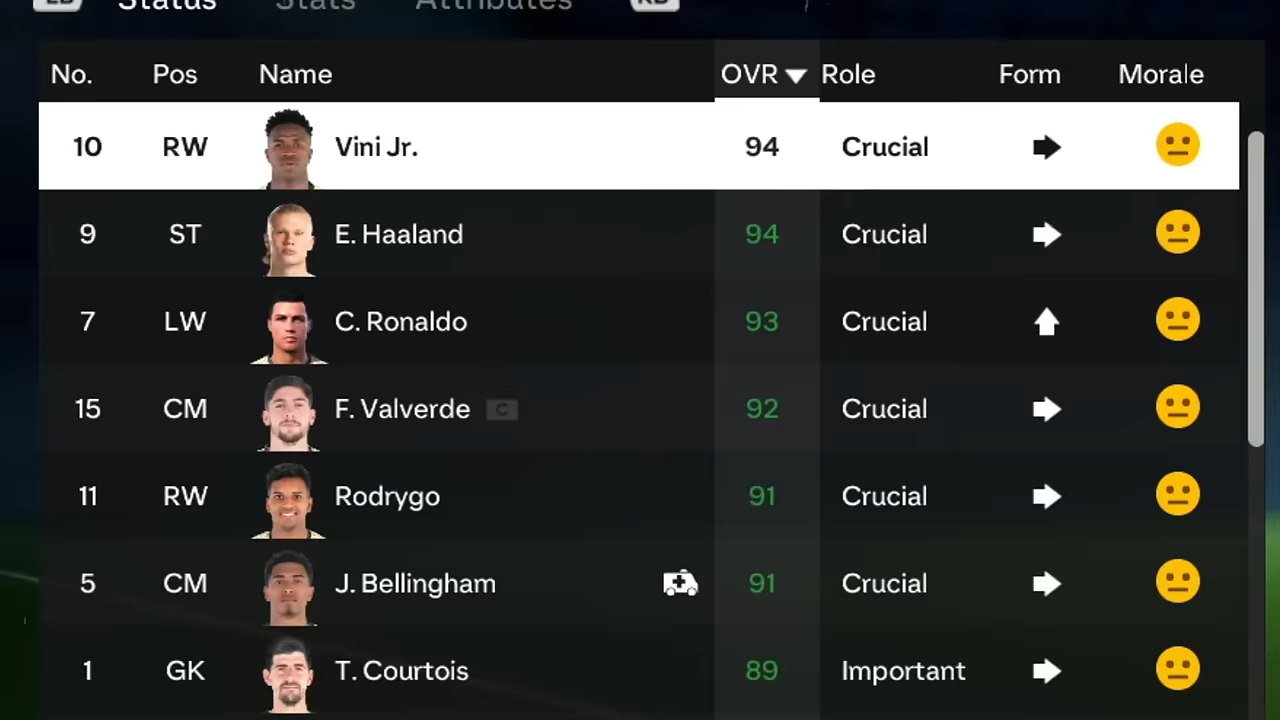 LB Status Stats Attributes RB
No. Pos Name OVR Role Form Morale
10 RW Vini Jr. 94 Crucial
9 ST E. Haaland 94 Crucial
7 LW C. Ronaldo 93 Crucial
15 CM F. Valverde C 92 Crucial
11 RW Rodrygo 91 Crucial
5 CM J. Bellingham 91 Crucial
1 GK T. Courtois 89 Important